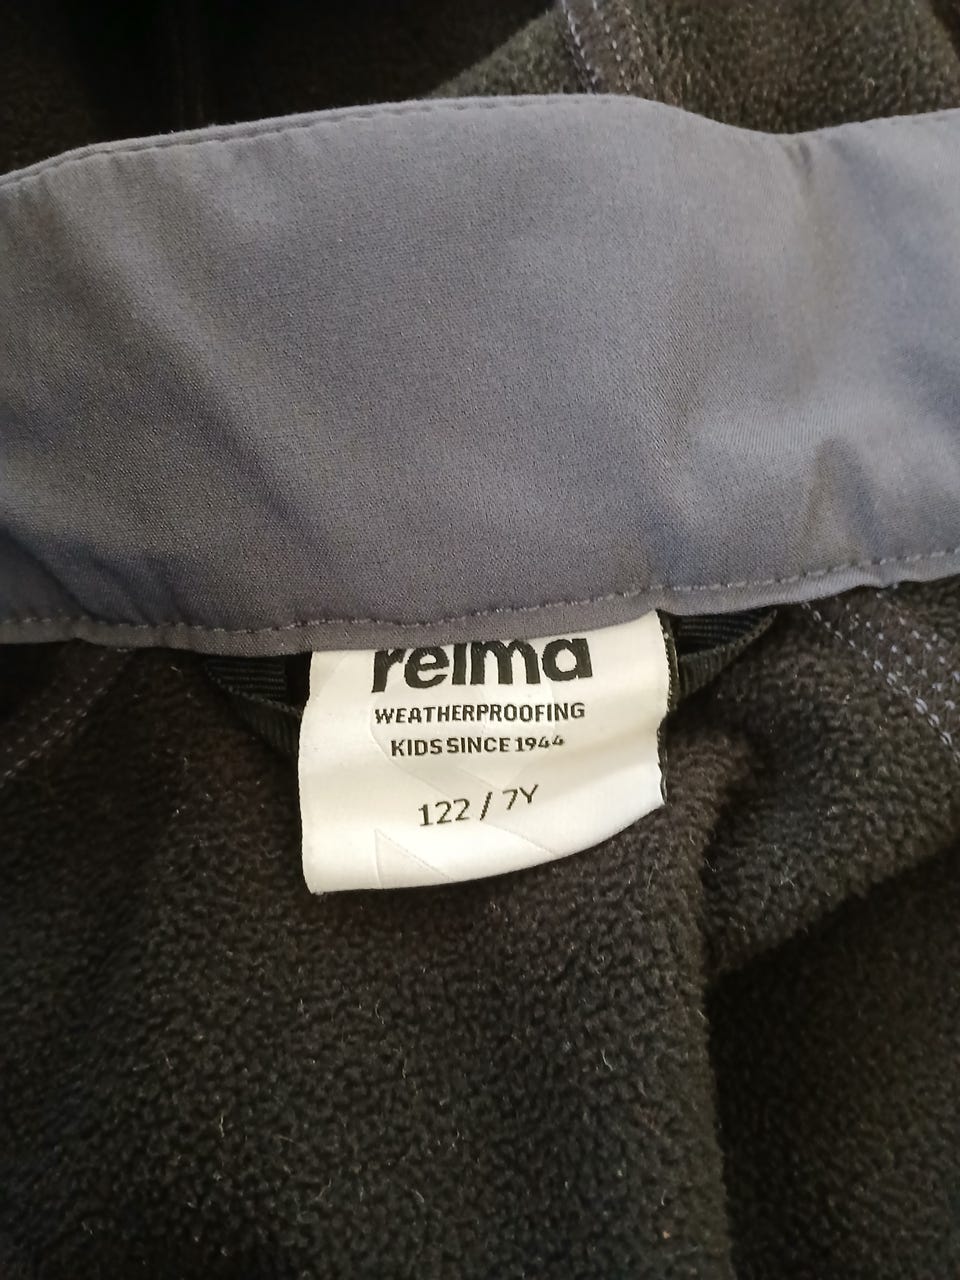 reima
WEATHERPROOFING
KIDS SINCE 1944
122 / 7Y